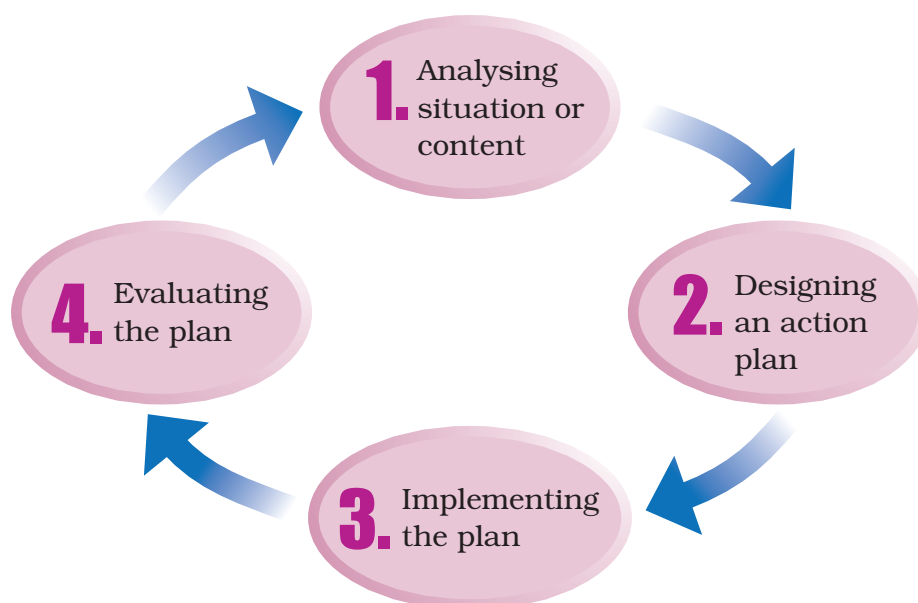 1. Analysing
situation or
content
2. Designing
an action
plan
3. Implementing
the plan
4. Evaluating
the plan